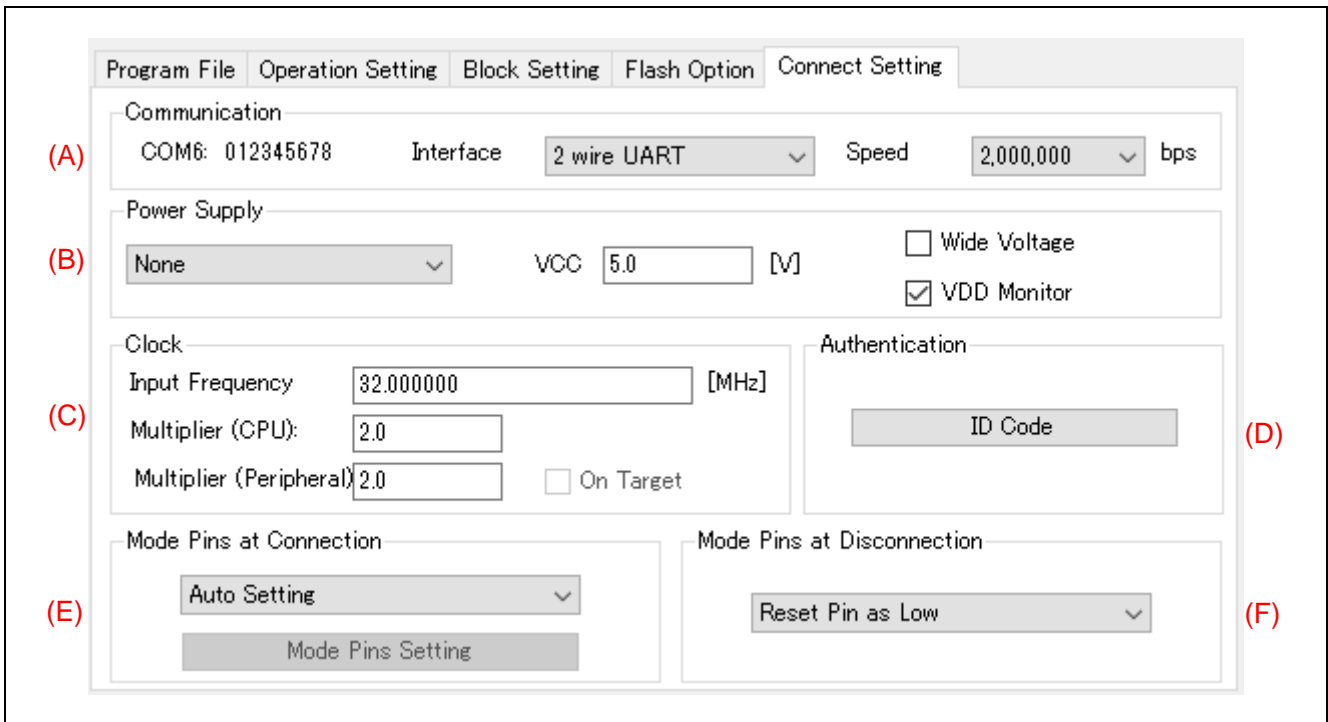 Program File Operation Setting Block Setting Flash Option Connect Setting
Communication
(A) COM6: 012345678 Interface 2 wire UART Speed 2,000,000 bps
Power Supply
(B) None VCC 5.0 [V] Wide Voltage
VDD Monitor
Clock
Input Frequency 32.000000 [MHz]
(C) Multiplier (CPU): 2.0
Multiplier (Peripheral) 2.0 On Target
Authentication
ID Code (D)
Mode Pins at Connection
(E) Auto Setting
Mode Pins Setting
Mode Pins at Disconnection
Reset Pin as Low (F)